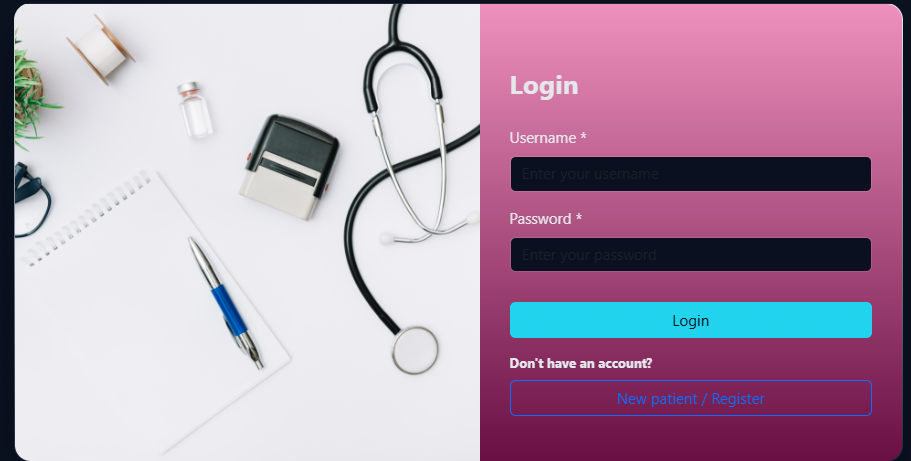 Login
Username *
Enter your username
Password *
Enter your password
Login
Don't have an account?
New patient / Register